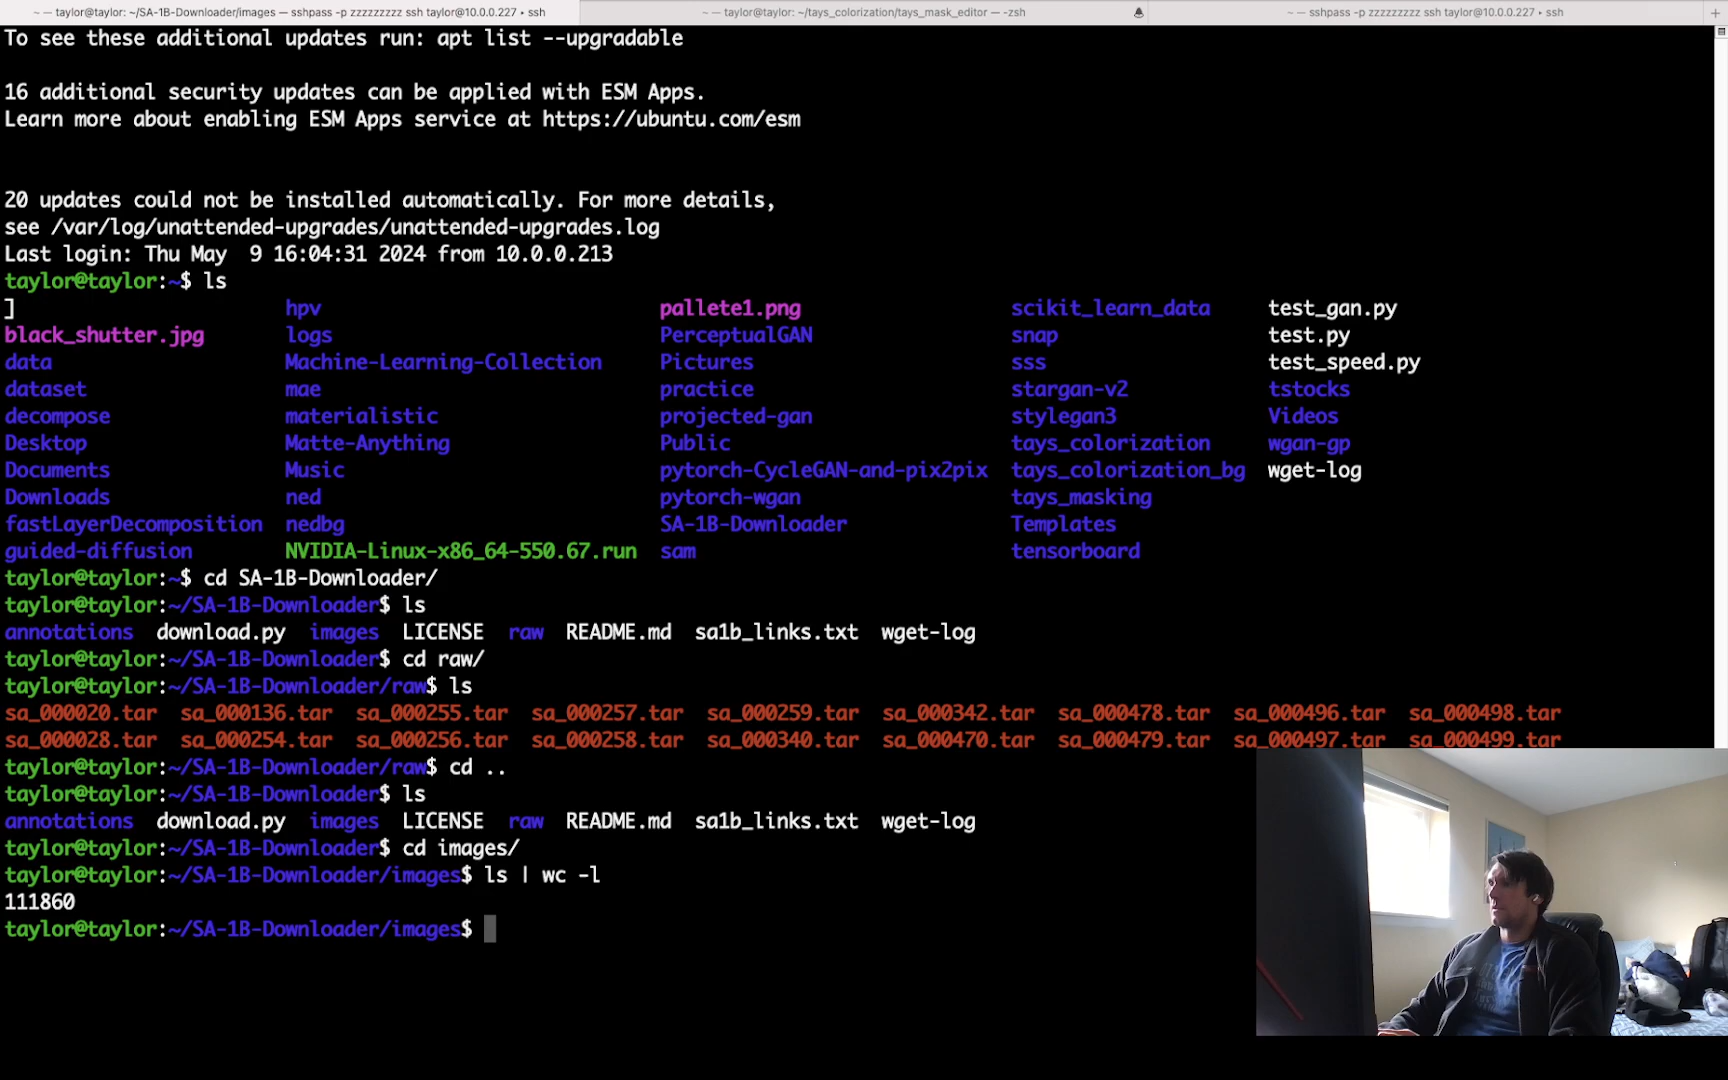 ~ — taylor@taylor: ~/SA-1B-Downloader/images — sshpass -p zzzzzzzzz ssh taylor@10.0.0.227 ▸ ssh
~ — taylor@taylor: ~/tays_colorization/tays_mask_editor — -zsh
~ — sshpass -p zzzzzzzzz ssh taylor@10.0.0.227 ▸ ssh
To see these additional updates run: apt list --upgradable
16 additional security updates can be applied with ESM Apps.
Learn more about enabling ESM Apps service at https://ubuntu.com/esm
20 updates could not be installed automatically. For more details,
see /var/log/unattended-upgrades/unattended-upgrades.log
Last login: Thu May  9 16:04:31 2024 from 10.0.0.213
taylor@taylor:~$ ls
] hpv pallete1.png scikit_learn_data test_gan.py
black_shutter.jpg logs PerceptualGAN snap test.py
data Machine-Learning-Collection Pictures sss test_speed.py
dataset mae practice stargan-v2 tstocks
decompose materialistic projected-gan stylegan3 Videos
Desktop Matte-Anything Public tays_colorization wgan-gp
Documents Music pytorch-CycleGAN-and-pix2pix tays_colorization_bg wget-log
Downloads ned pytorch-wgan tays_masking
fastLayerDecomposition nedbg SA-1B-Downloader Templates
guided-diffusion NVIDIA-Linux-x86_64-550.67.run sam tensorboard
taylor@taylor:~$ cd SA-1B-Downloader/
taylor@taylor:~/SA-1B-Downloader$ ls
annotations download.py images LICENSE raw README.md sa1b_links.txt wget-log
taylor@taylor:~/SA-1B-Downloader$ cd raw/
taylor@taylor:~/SA-1B-Downloader/raw$ ls
sa_000020.tar sa_000136.tar sa_000255.tar sa_000257.tar sa_000259.tar sa_000342.tar sa_000478.tar sa_000496.tar sa_000498.tar
sa_000028.tar sa_000254.tar sa_000256.tar sa_000258.tar sa_000340.tar sa_000470.tar sa_000479.tar sa_000497.tar sa_000499.tar
taylor@taylor:~/SA-1B-Downloader/raw$ cd ..
taylor@taylor:~/SA-1B-Downloader$ ls
annotations download.py images LICENSE raw README.md sa1b_links.txt wget-log
taylor@taylor:~/SA-1B-Downloader$ cd images/
taylor@taylor:~/SA-1B-Downloader/images$ ls | wc -l
111860
taylor@taylor:~/SA-1B-Downloader/images$